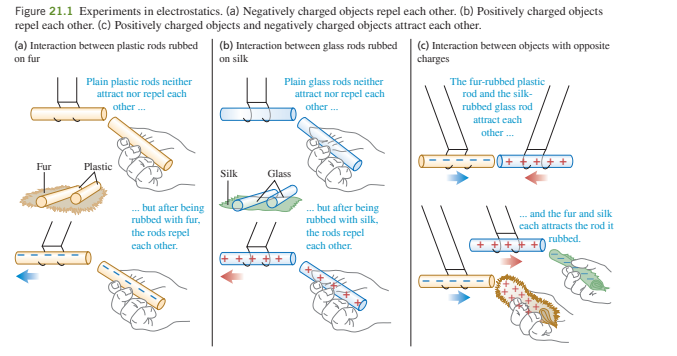 Figure 21.1 Experiments in electrostatics. (a) Negatively charged objects repel each other. (b) Positively charged objects
repel each other. (c) Positively charged objects and negatively charged objects attract each other.
(a) Interaction between plastic rods rubbed
on fur
Plain plastic rods neither
attract nor repel each
other ...
Fur
Plastic
... but after being
rubbed with fur,
the rods repel
each other.
– – – – –
– – – – –
(b) Interaction between glass rods rubbed
on silk
Plain glass rods neither
attract nor repel each
other ...
Silk
Glass
... but after being
rubbed with silk,
the rods repel
each other.
+ + + + +
+ + + + +
(c) Interaction between objects with opposite
charges
The fur-rubbed plastic
rod and the silk-
rubbed glass rod
attract each
other ...
– – – – –
+ + + + +
... and the fur and silk
each attracts the rod it
rubbed.
+ + + + +
– – – – –